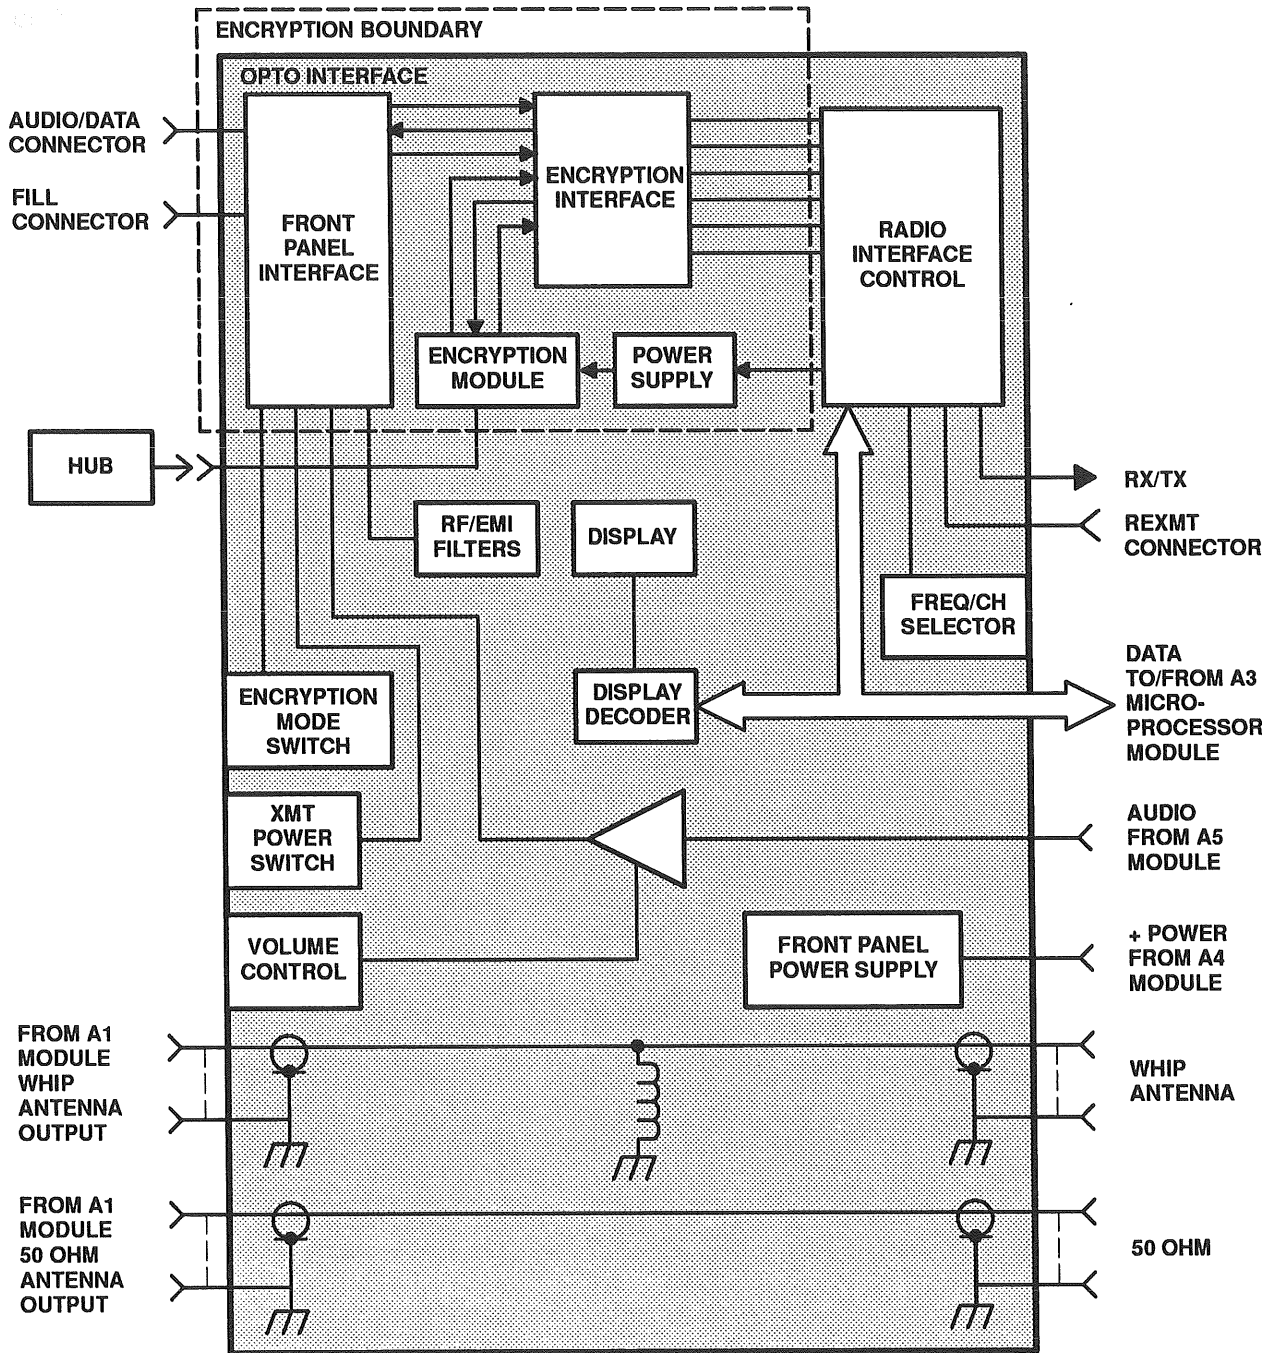 ENCRYPTION BOUNDARY
OPTO INTERFACE
AUDIO/DATA
CONNECTOR
FILL
CONNECTOR
FRONT
PANEL
INTERFACE
ENCRYPTION
INTERFACE
RADIO
INTERFACE
CONTROL
ENCRYPTION
MODULE
POWER
SUPPLY
HUB
RX/TX
REXMT
CONNECTOR
RF/EMI
FILTERS
DISPLAY
FREQ/CH
SELECTOR
DATA
TO/FROM A3
MICRO-
PROCESSOR
MODULE
ENCRYPTION
MODE
SWITCH
DISPLAY
DECODER
XMT
POWER
SWITCH
AUDIO
FROM A5
MODULE
VOLUME
CONTROL
FRONT PANEL
POWER SUPPLY
+ POWER
FROM A4
MODULE
FROM A1
MODULE
WHIP
ANTENNA
OUTPUT
WHIP
ANTENNA
FROM A1
MODULE
50 OHM
ANTENNA
OUTPUT
50 OHM